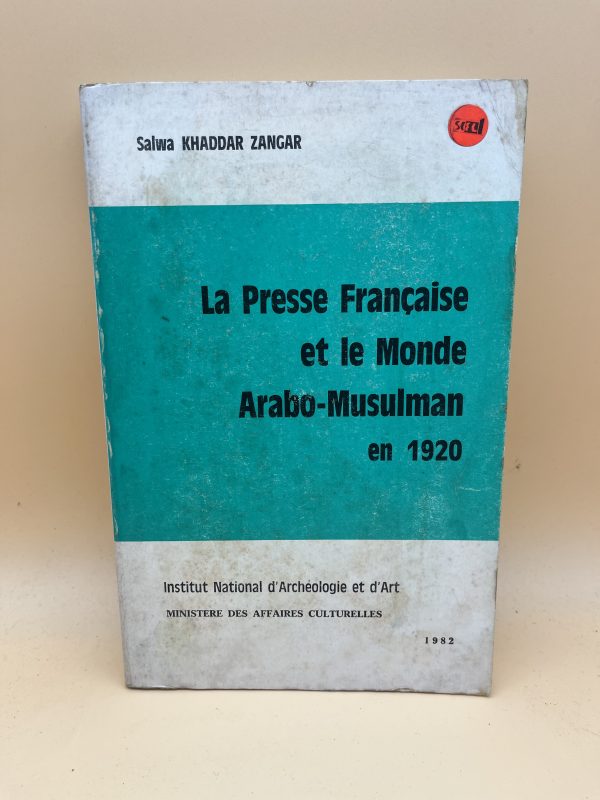 Salwa KHADDAR ZANGAR
La Presse Française
et le Monde
Arabo-Musulman
en 1920
Institut National d'Archéologie et d'Art
MINISTERE DES AFFAIRES CULTURELLES
1982